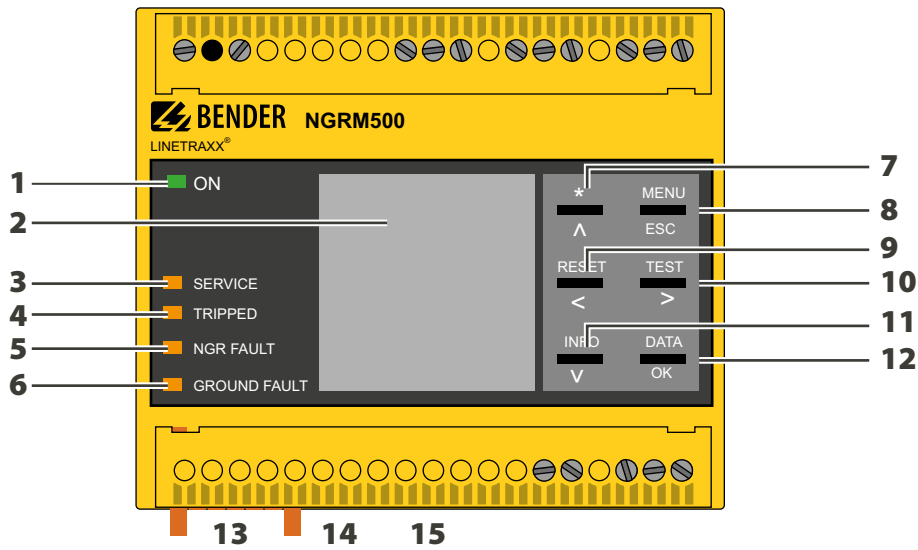 BENDER NGRM500
LINETRAXX®
1 ON
2
3 SERVICE
4 TRIPPED
5 NGR FAULT
6 GROUND FAULT
* 7
MENU
8
^ ESC
9
RESET TEST
10
< >
11
INFO DATA
12
v OK
13 14 15